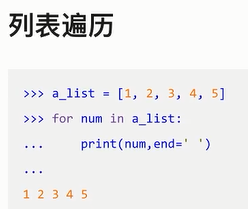 列表遍历
>>> a_list = [1, 2, 3, 4, 5]
>>> for num in a_list:
...     print(num,end=' ')
...
1 2 3 4 5